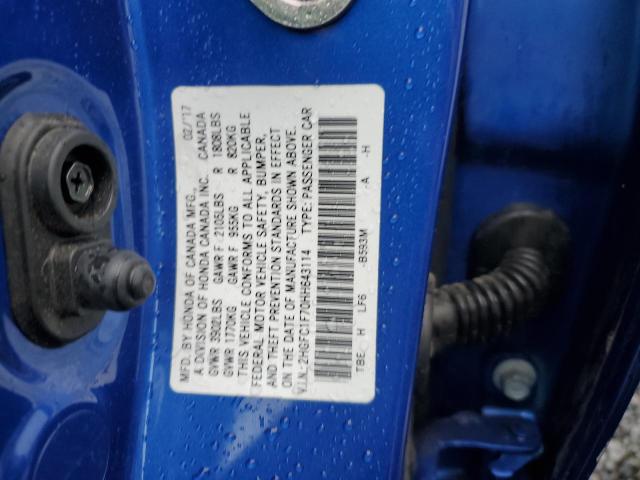 MFD. BY HONDA OF CANADA MFG., 02/'17
A DIVISION OF HONDA CANADA INC., CANADA
GVWR 3902LBS GAWR F 2105LBS R 1808LBS
GVWR 1770KG GAWR F 955KG R 820KG
THIS VEHICLE CONFORMS TO ALL APPLICABLE
FEDERAL MOTOR VEHICLE SAFETY, BUMPER,
AND THEFT PREVENTION STANDARDS IN EFFECT
ON THE DATE OF MANUFACTURE SHOWN ABOVE.
V.I.N.:2HGFC1F70HH643114 TYPE: PASSENGER CAR
TBE H LF6 -B593M -A -H